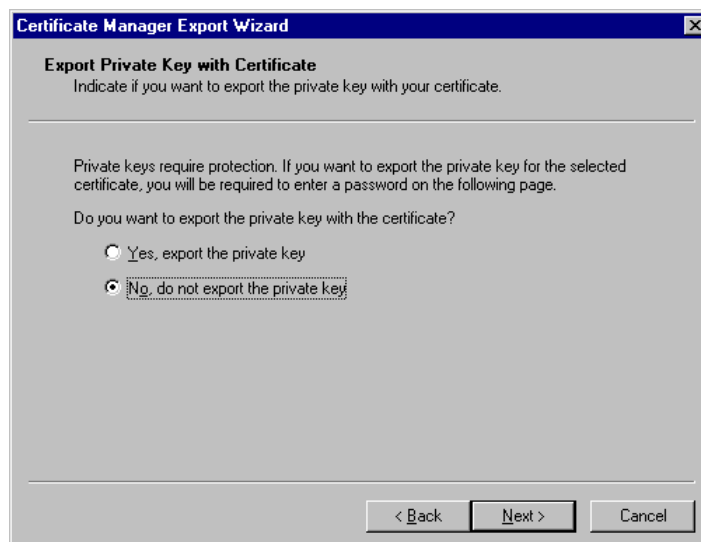 Certificate Manager Export Wizard
Export Private Key with Certificate
Indicate if you want to export the private key with your certificate.
Private keys require protection. If you want to export the private key for the selected
certificate, you will be required to enter a password on the following page.
Do you want to export the private key with the certificate?
Yes, export the private key
No, do not export the private key
< Back
Next >
Cancel